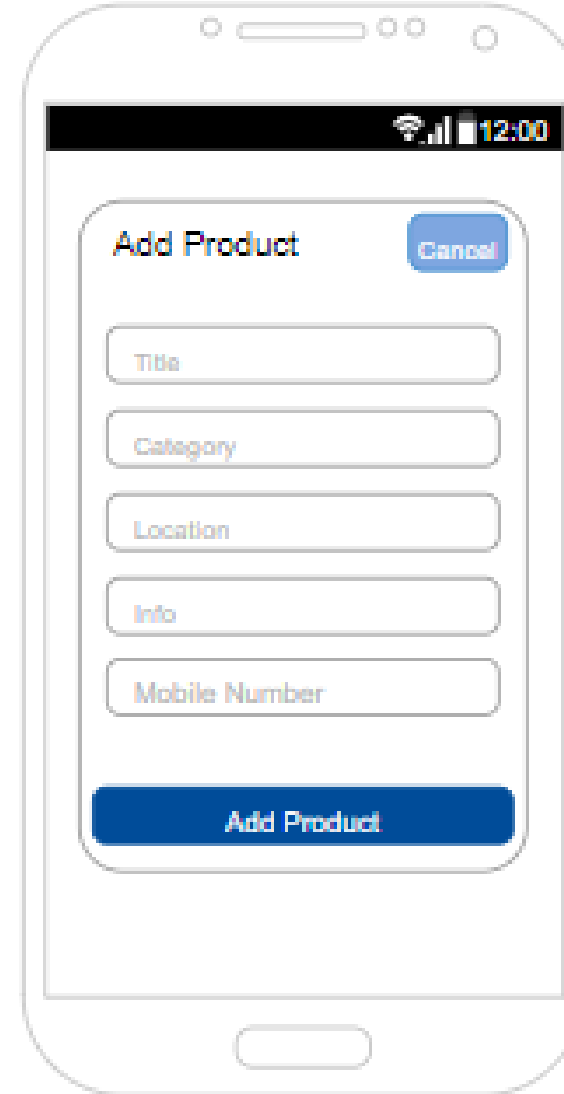 12:00
Add Product
Cancel
Title
Category
Location
Info
Mobile Number
Add Product